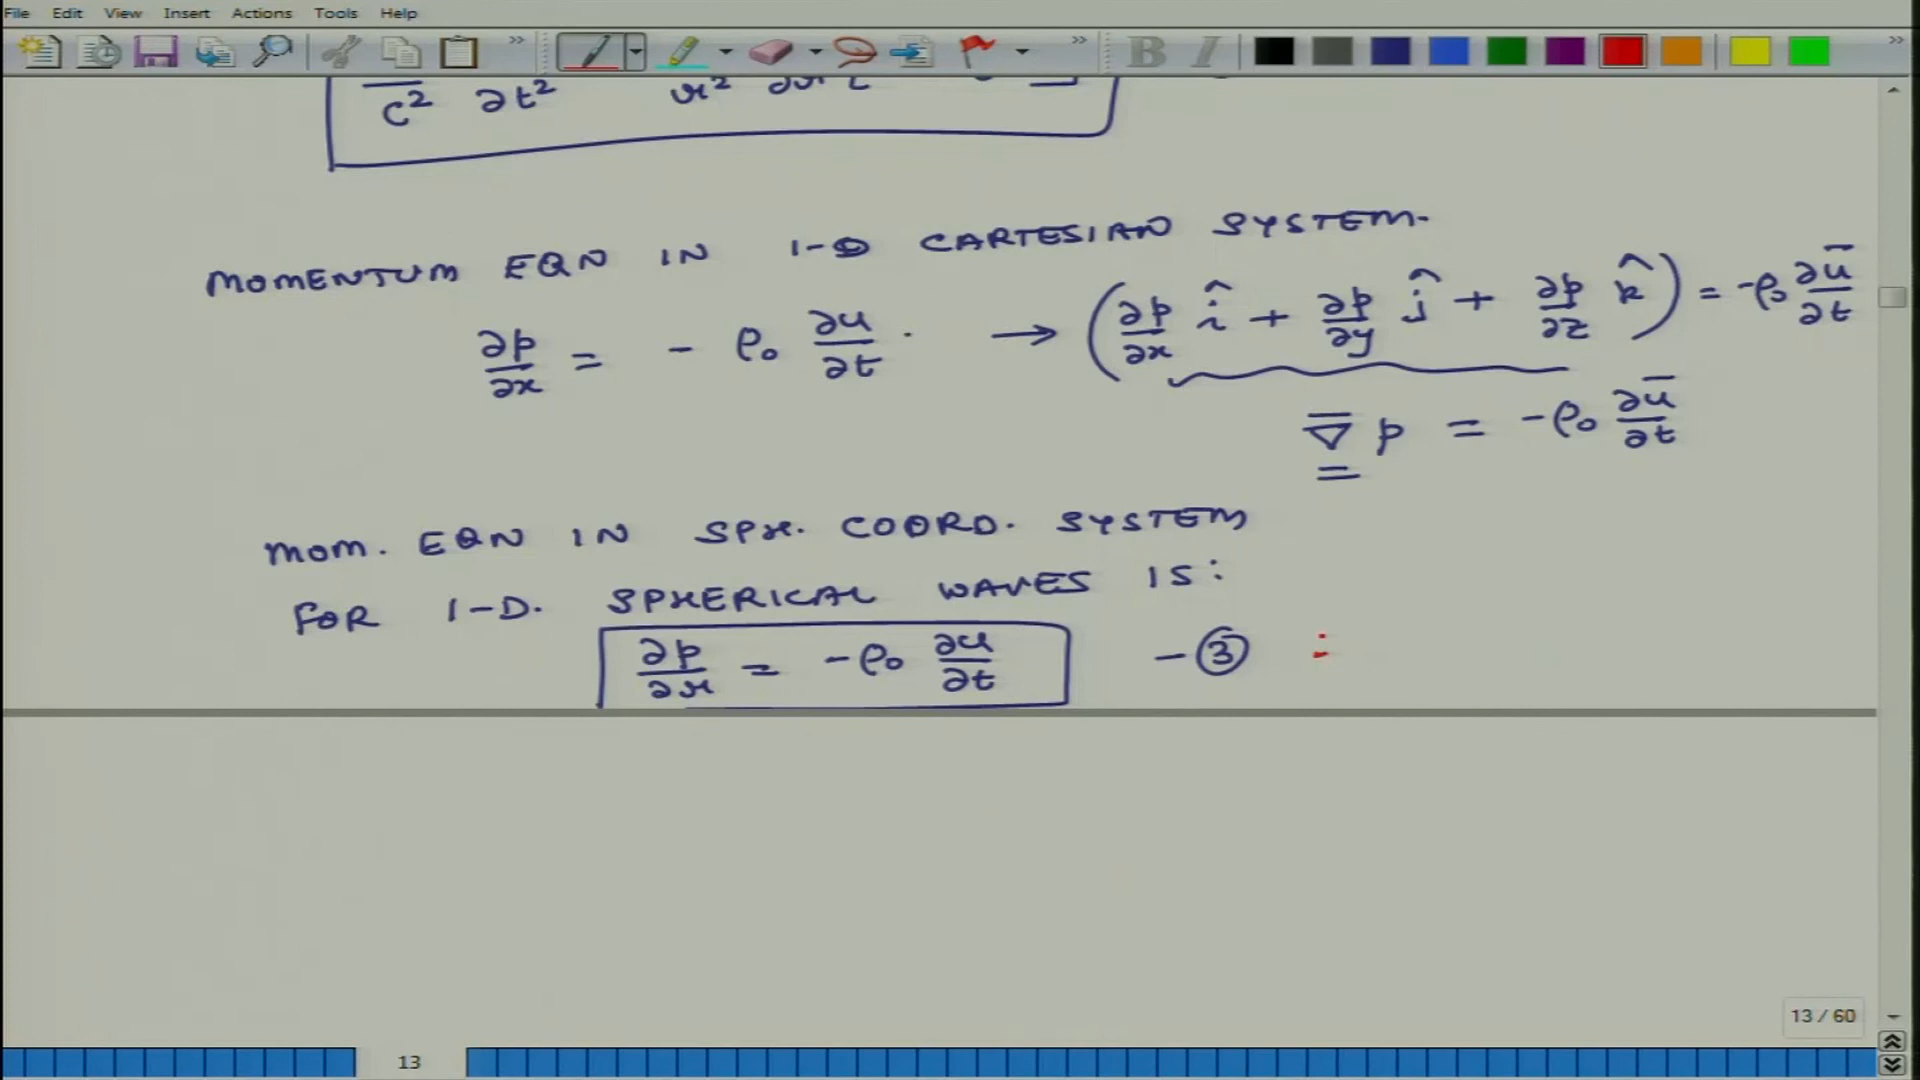 File Edit View Insert Actions Tools Help
B I
C² ∂t² r² ∂r
MOMENTUM EQN IN 1-D CARTESIAN SYSTEM.
∂p/∂x = - ρ₀ ∂u/∂t . → (∂p/∂x î + ∂p/∂y ĵ + ∂p/∂z k̂) = -ρ₀ ∂ū/∂t
∇̄ p = -ρ₀ ∂ū/∂t
MOM. EQN IN SPH. COORD. SYSTEM
FOR 1-D. SPHERICAL WAVES IS:
∂p/∂r = -ρ₀ ∂u/∂t - ③
13 / 60
13